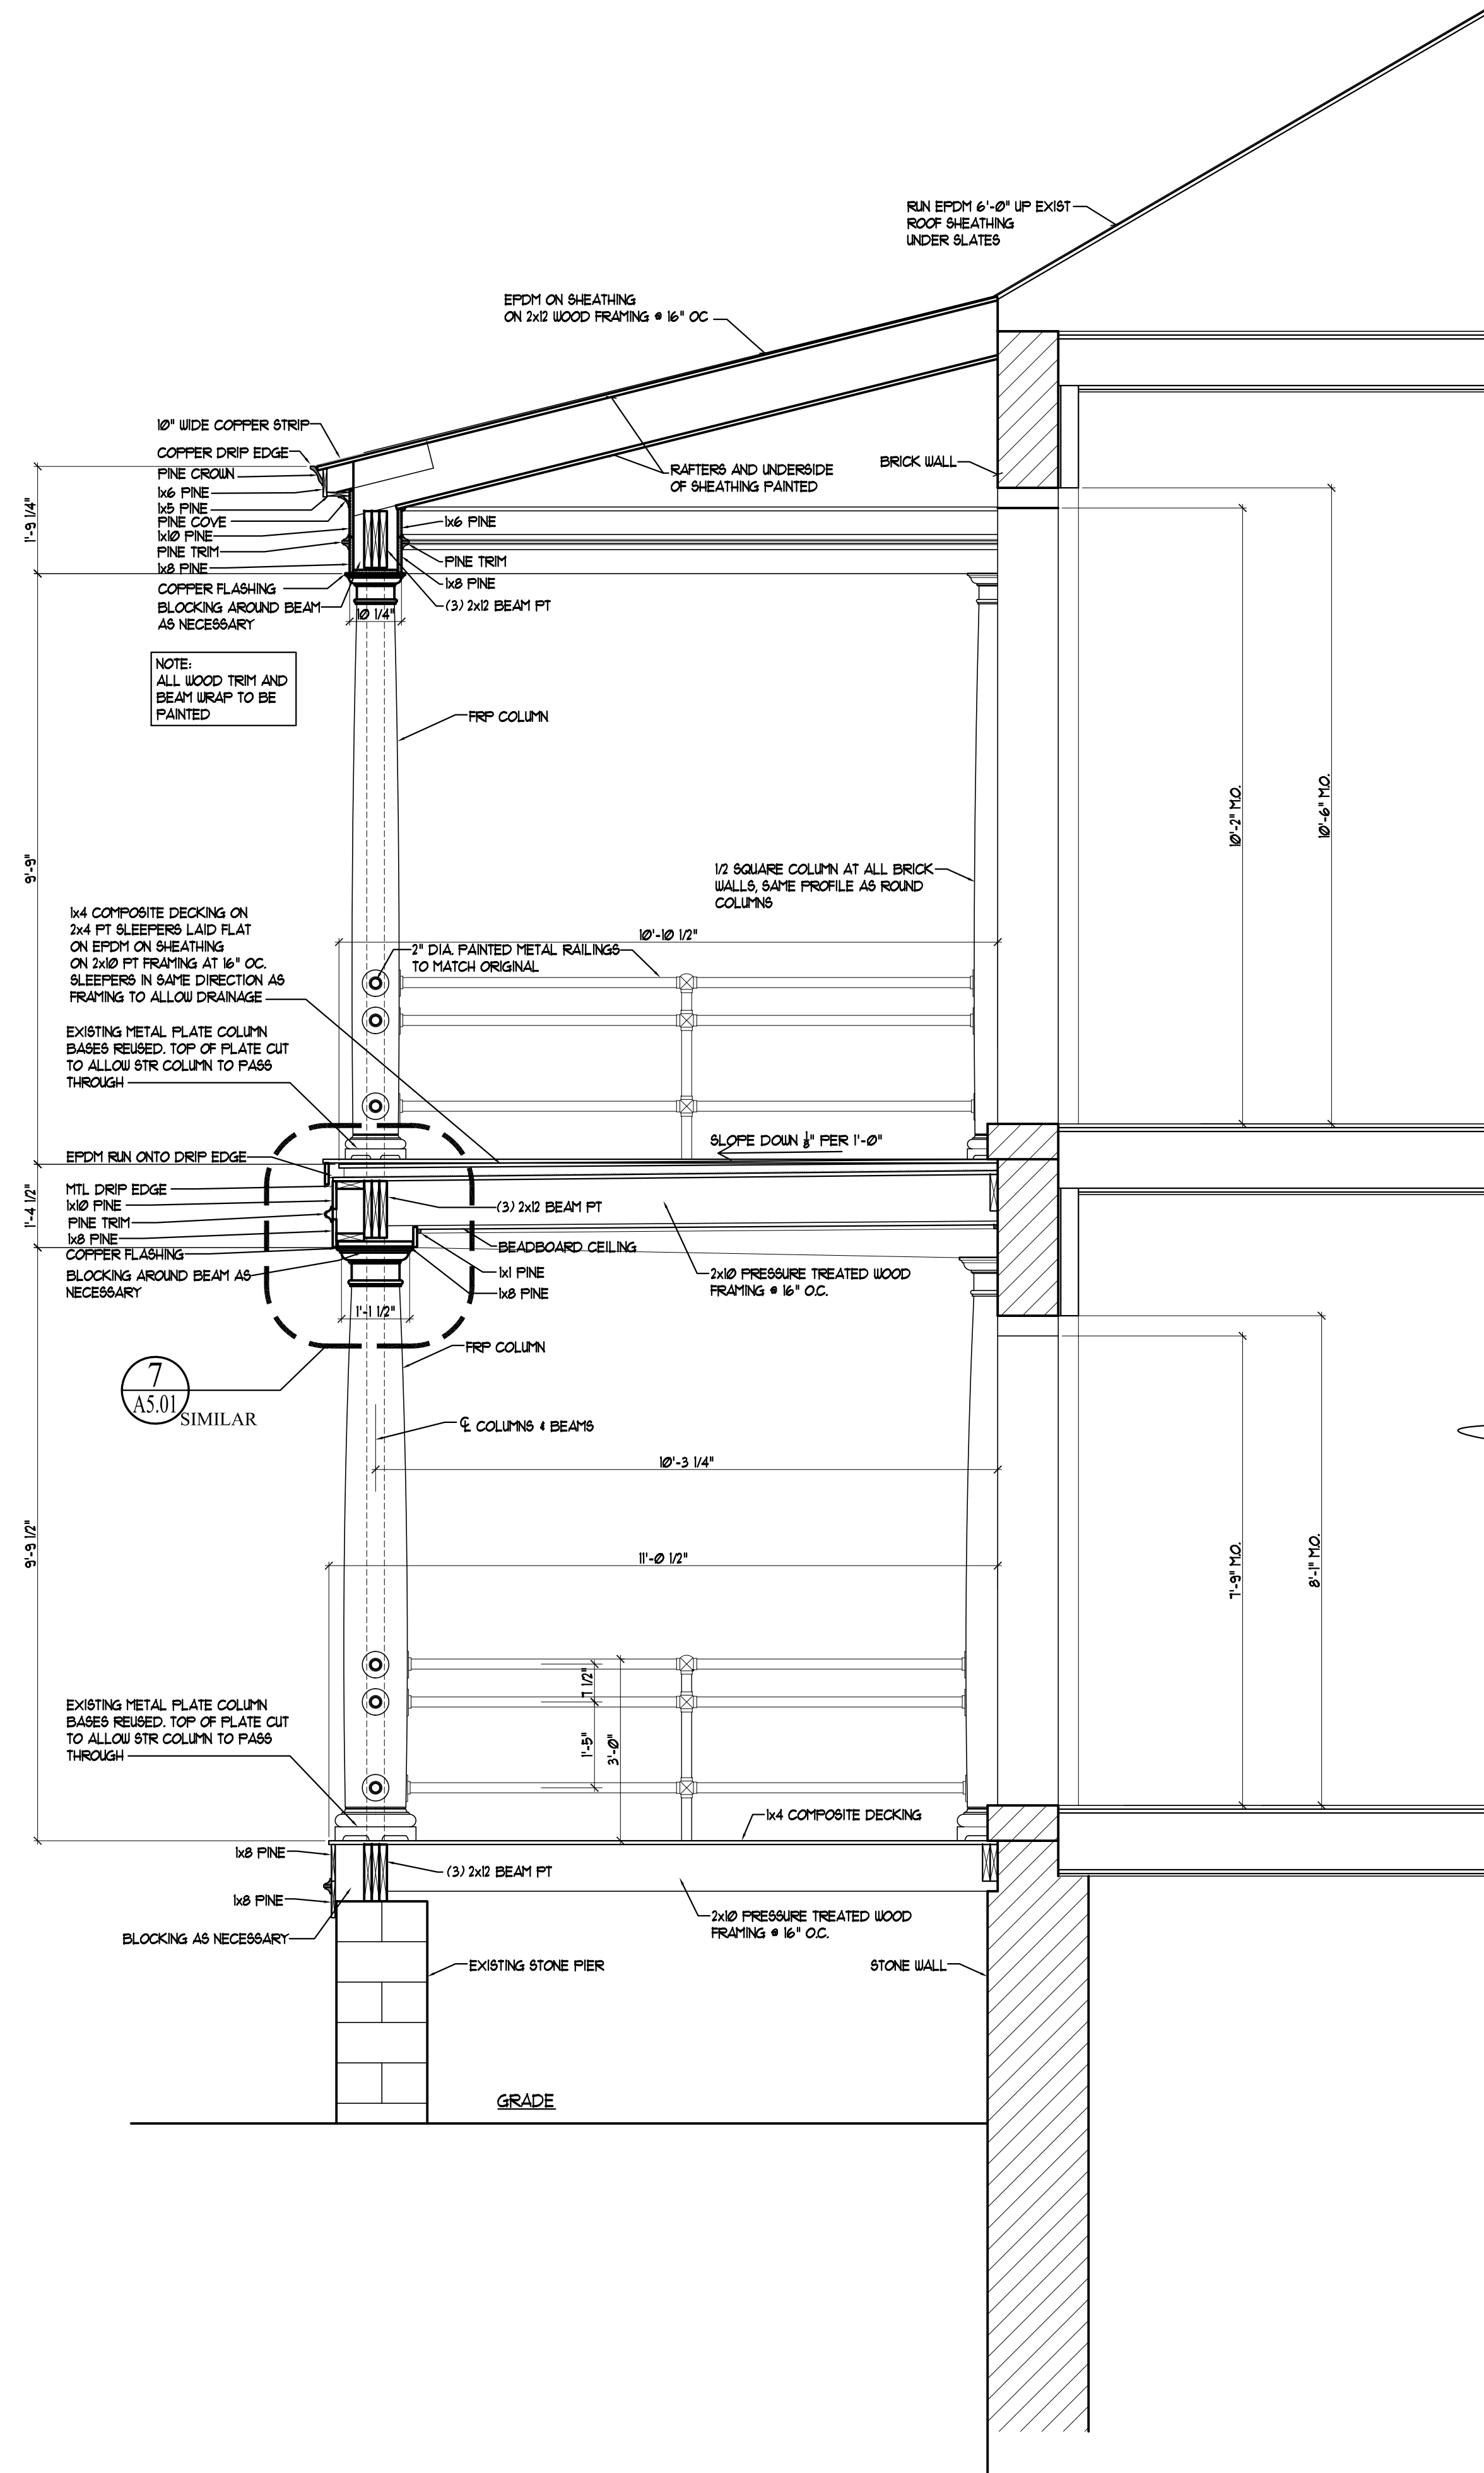 RUN EPDM 6'-0" UP EXIST
ROOF SHEATHING
UNDER SLATES
EPDM ON SHEATHING
ON 2x12 WOOD FRAMING @ 16" OC
10" WIDE COPPER STRIP
COPPER DRIP EDGE
PINE CROWN
1x6 PINE
1x5 PINE
PINE COVE
1x10 PINE
PINE TRIM
1x8 PINE
COPPER FLASHING
BLOCKING AROUND BEAM
AS NECESSARY
RAFTERS AND UNDERSIDE
OF SHEATHING PAINTED
BRICK WALL
1x6 PINE
PINE TRIM
1x8 PINE
(3) 2x12 BEAM PT
10 1/4"
1'-9 1/4"
NOTE:
ALL WOOD TRIM AND
BEAM WRAP TO BE
PAINTED
FRP COLUMN
10'-2" M.O.
10'-6" M.O.
9'-9"
1/2 SQUARE COLUMN AT ALL BRICK
WALLS, SAME PROFILE AS ROUND
COLUMNS
1x4 COMPOSITE DECKING ON
2x4 PT SLEEPERS LAID FLAT
ON EPDM ON SHEATHING
ON 2x10 PT FRAMING AT 16" OC.
SLEEPERS IN SAME DIRECTION AS
FRAMING TO ALLOW DRAINAGE
10'-10 1/2"
2" DIA. PAINTED METAL RAILINGS
TO MATCH ORIGINAL
EXISTING METAL PLATE COLUMN
BASES REUSED. TOP OF PLATE CUT
TO ALLOW STR COLUMN TO PASS
THROUGH
SLOPE DOWN 1/8" PER 1'-0"
EPDM RUN ONTO DRIP EDGE
MTL DRIP EDGE
1x10 PINE
PINE TRIM
1x8 PINE
COPPER FLASHING
BLOCKING AROUND BEAM AS
NECESSARY
1'-4 1/2"
(3) 2x12 BEAM PT
BEADBOARD CEILING
1x1 PINE
1x8 PINE
2x10 PRESSURE TREATED WOOD
FRAMING @ 16" O.C.
1'-1 1/2"
FRP COLUMN
7
A5.01
SIMILAR
℄ COLUMNS & BEAMS
10'-3 1/4"
9'-9 1/2"
11'-0 1/2"
7'-9" M.O.
8'-1" M.O.
7 1/2"
1'-5"
3'-0"
EXISTING METAL PLATE COLUMN
BASES REUSED. TOP OF PLATE CUT
TO ALLOW STR COLUMN TO PASS
THROUGH
1x4 COMPOSITE DECKING
1x8 PINE
(3) 2x12 BEAM PT
1x8 PINE
2x10 PRESSURE TREATED WOOD
FRAMING @ 16" O.C.
BLOCKING AS NECESSARY
EXISTING STONE PIER
STONE WALL
GRADE